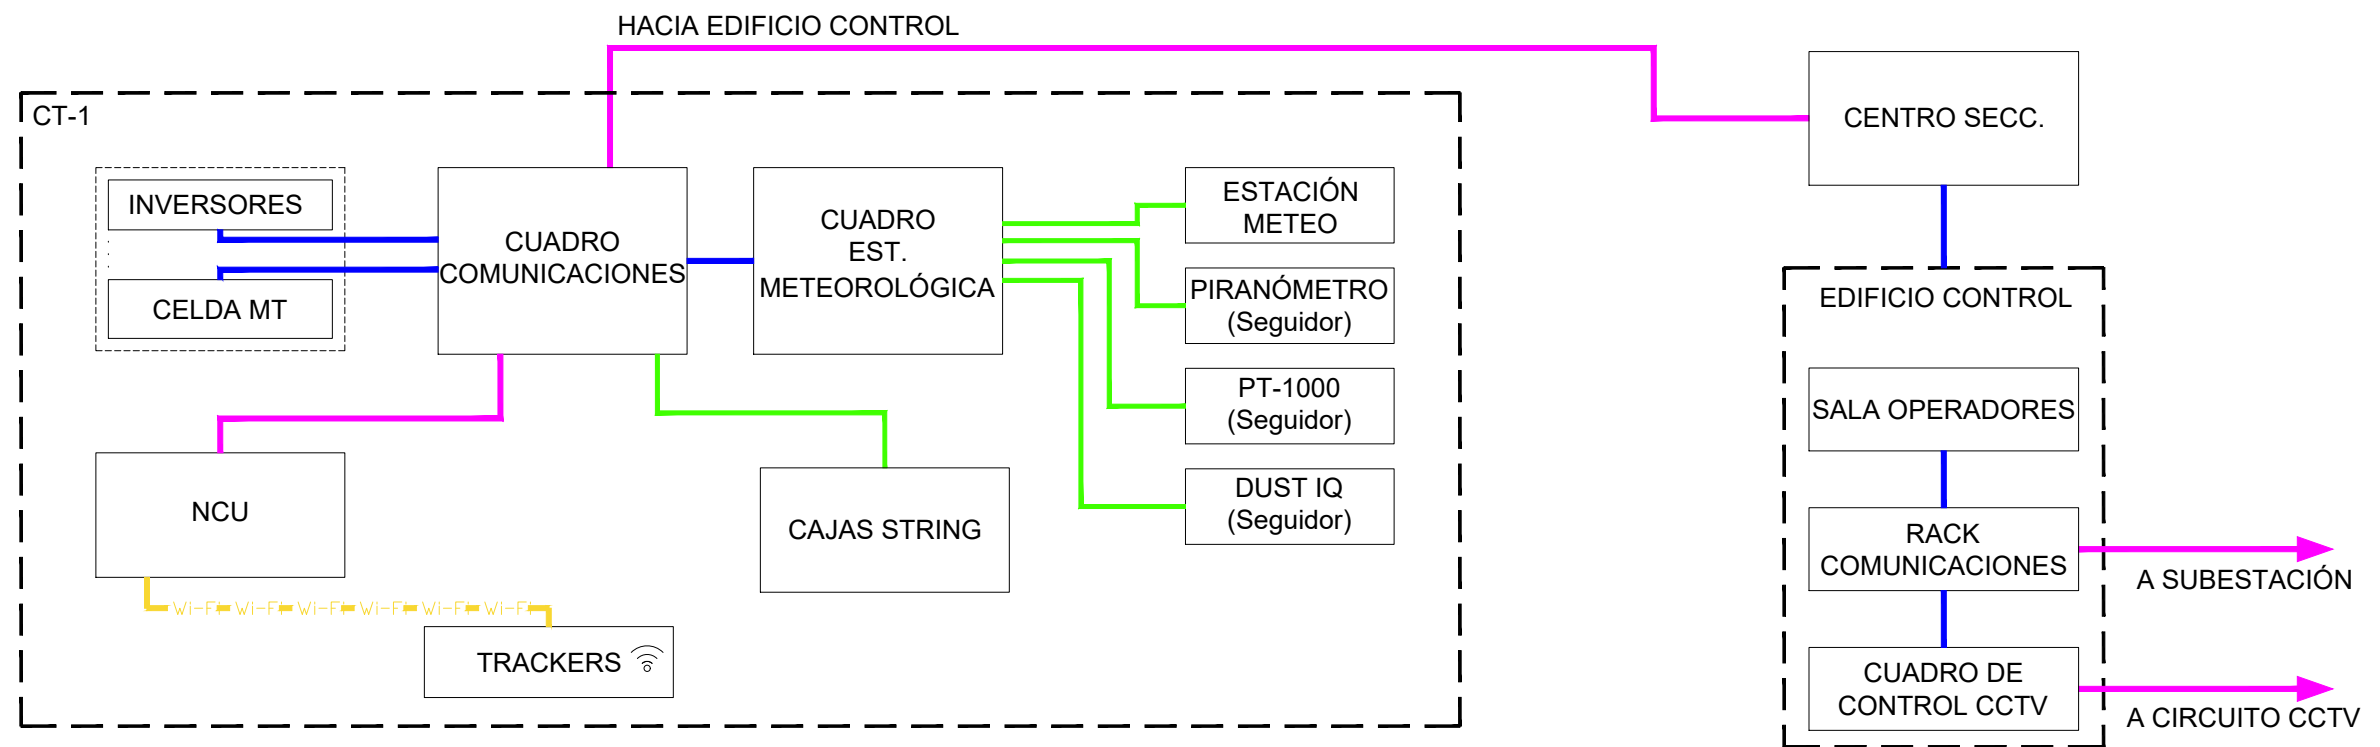 HACIA EDIFICIO CONTROL
CT-1
CENTRO SECC.
INVERSORES
CELDA MT
CUADRO
COMUNICACIONES
CUADRO
EST.
METEOROLÓGICA
ESTACIÓN
METEO
PIRANÓMETRO
(Seguidor)
PT-1000
(Seguidor)
DUST IQ
(Seguidor)
NCU
CAJAS STRING
Wi-Fi Wi-Fi Wi-Fi Wi-Fi Wi-Fi Wi-Fi
TRACKERS
EDIFICIO CONTROL
SALA OPERADORES
RACK
COMUNICACIONES
A SUBESTACIÓN
CUADRO DE
CONTROL CCTV
A CIRCUITO CCTV